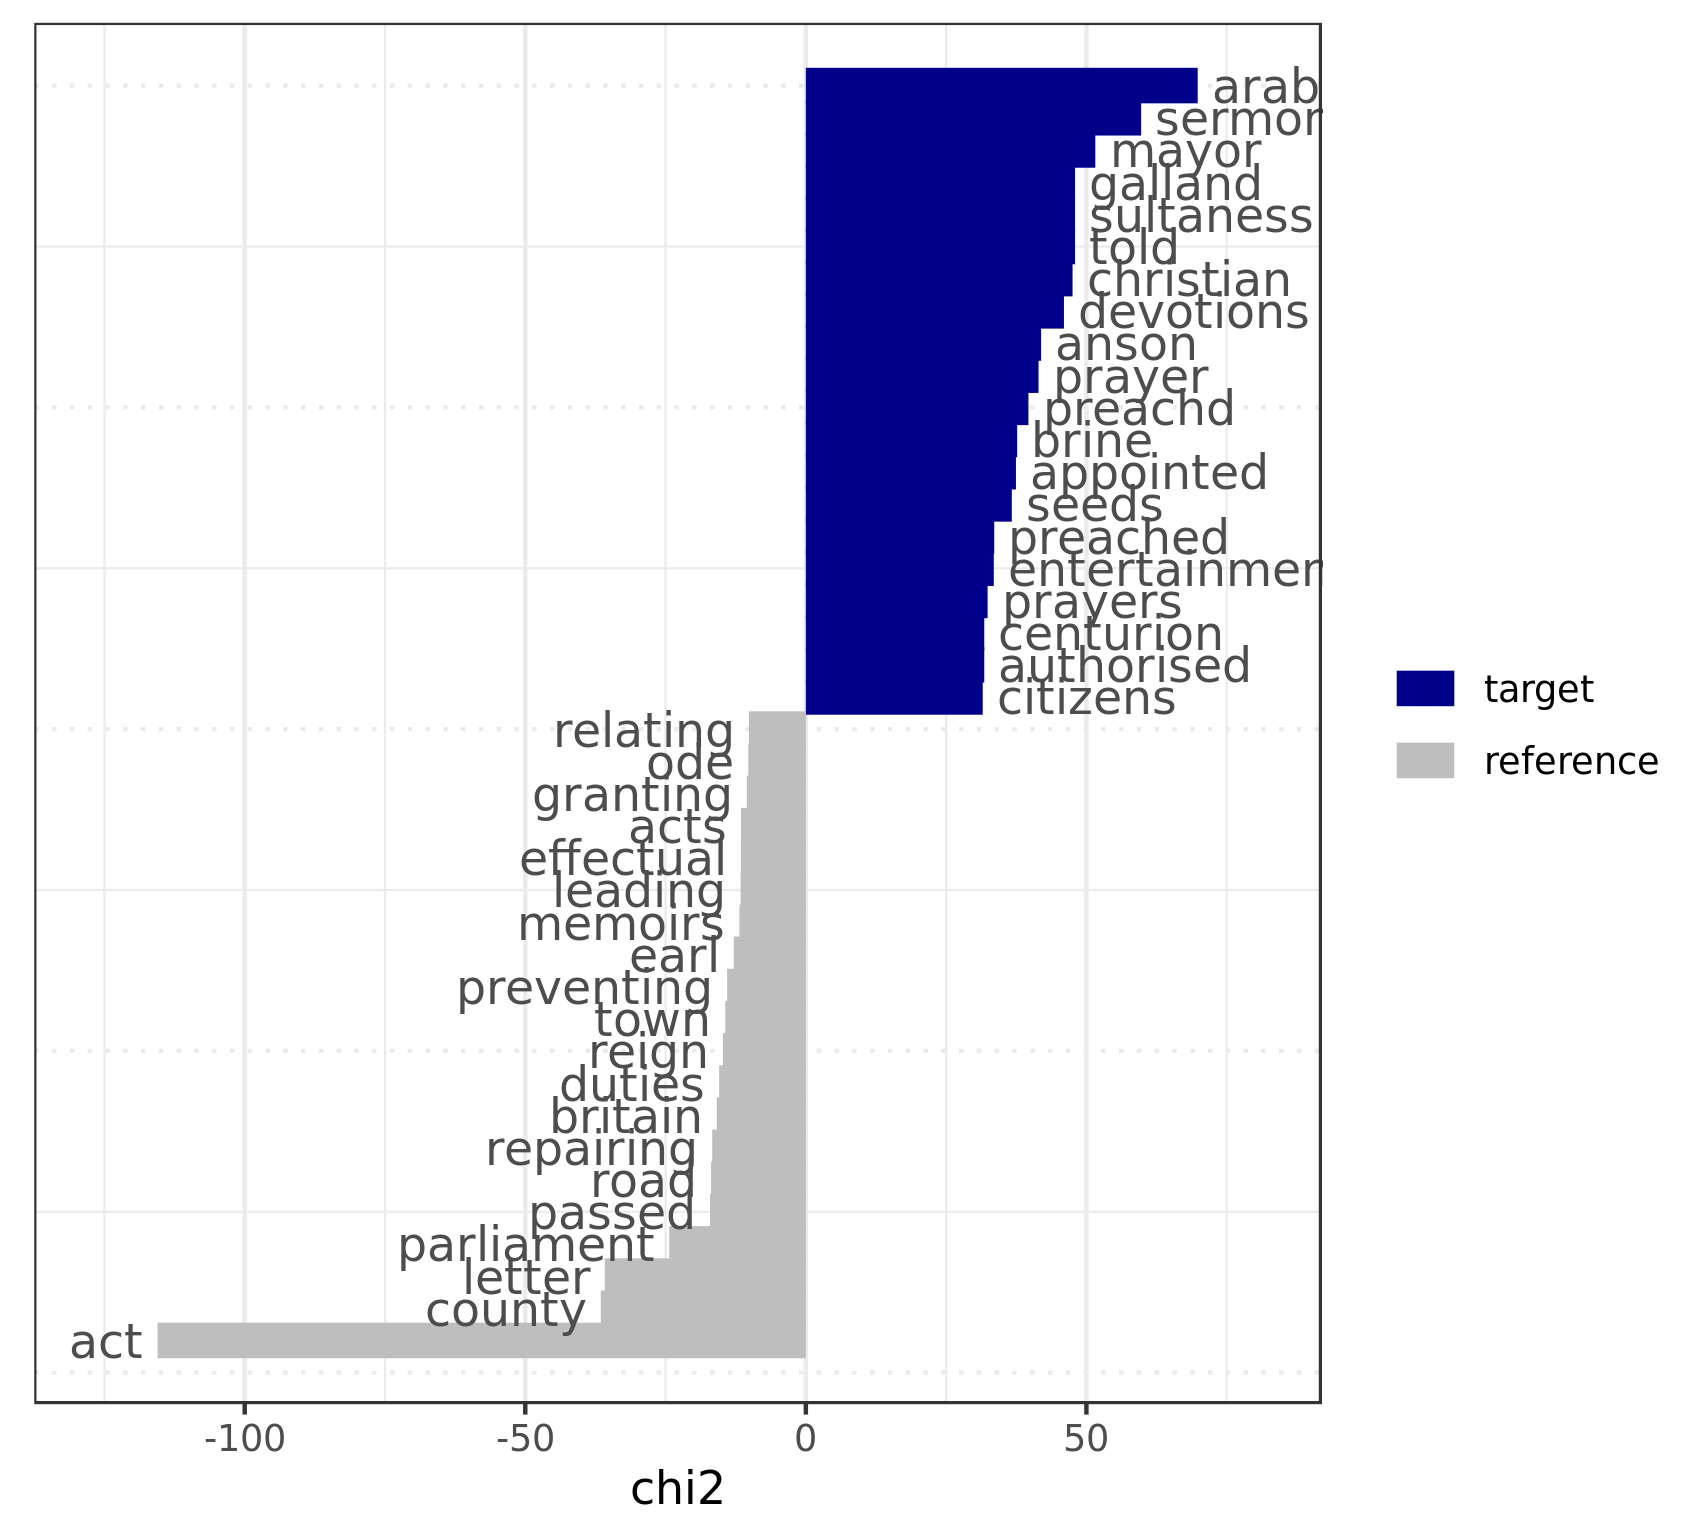 arab
sermon
mayor
galland
sultaness
told
christian
devotions
anson
prayer
preachd
brine
appointed
seeds
preached
entertainmen
prayers
centurion
authorised
citizens
relating
ode
granting
acts
effectual
leading
memoirs
earl
preventing
town
reign
duties
britain
repairing
road
passed
parliament
letter
county
act
target
reference
-100 -50 0 50
chi2